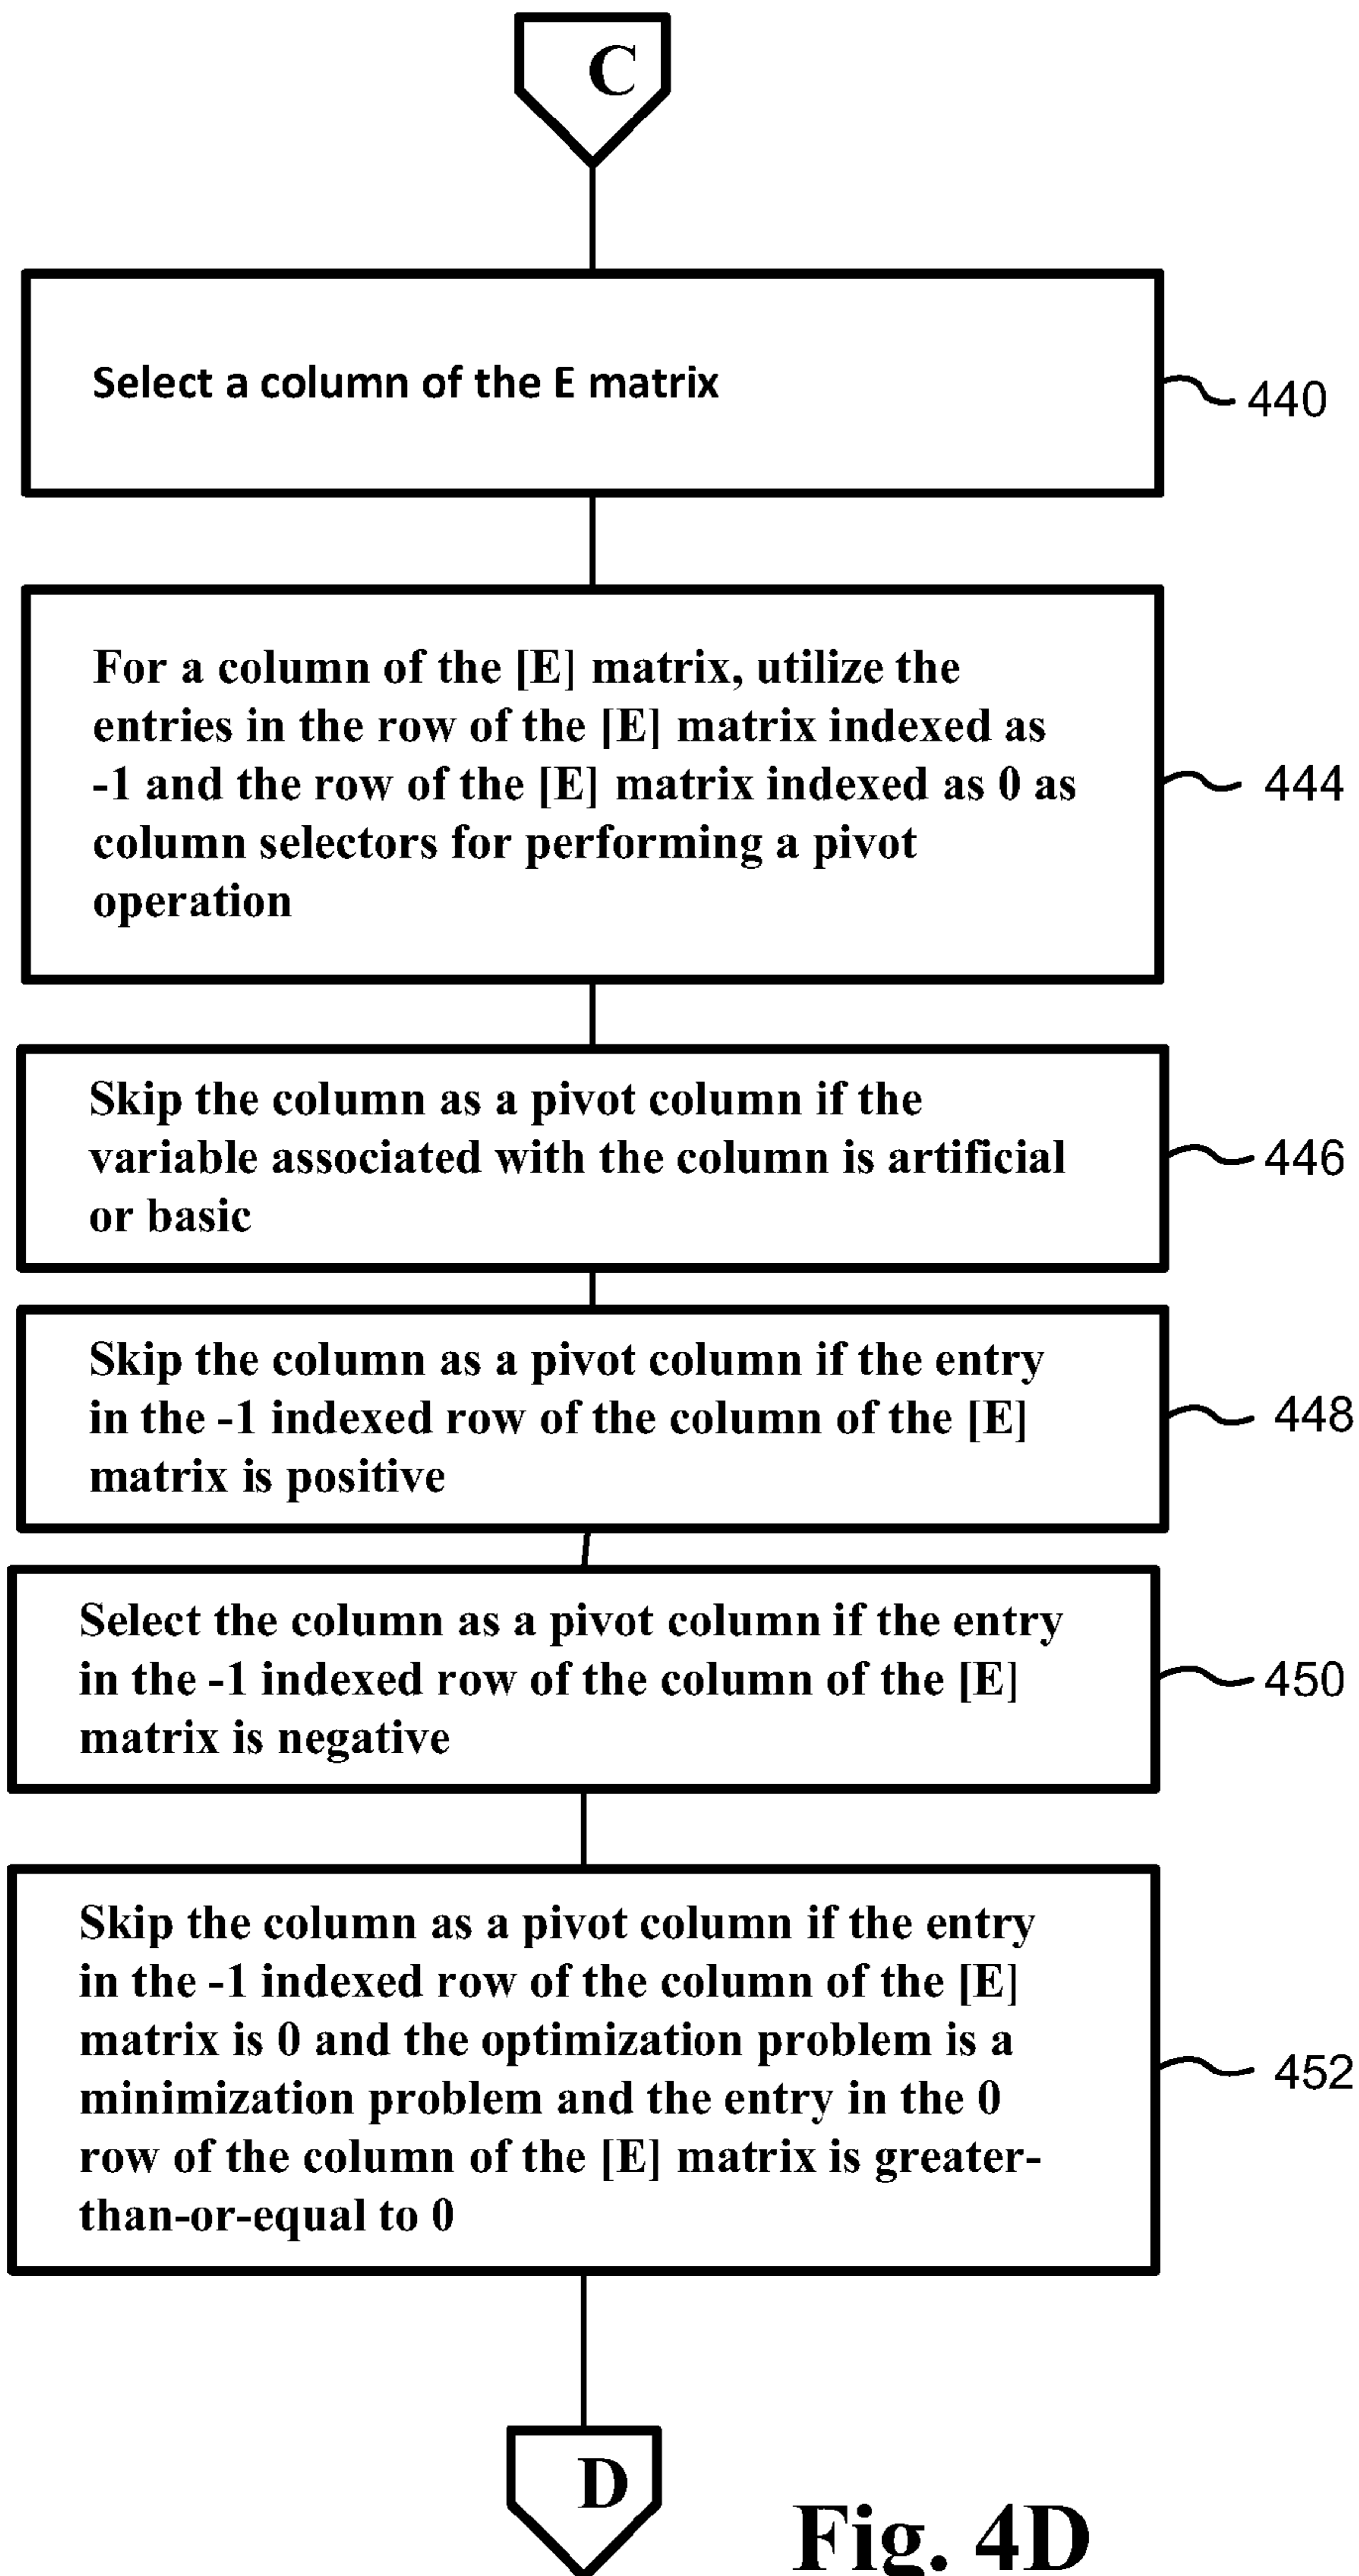 C
Select a column of the E matrix
440
For a column of the [E] matrix, utilize the
entries in the row of the [E] matrix indexed as
-1 and the row of the [E] matrix indexed as 0 as
column selectors for performing a pivot
operation
444
Skip the column as a pivot column if the
variable associated with the column is artificial
or basic
446
Skip the column as a pivot column if the entry
in the -1 indexed row of the column of the [E]
matrix is positive
448
Select the column as a pivot column if the entry
in the -1 indexed row of the column of the [E]
matrix is negative
450
Skip the column as a pivot column if the entry
in the -1 indexed row of the column of the [E]
matrix is 0 and the optimization problem is a
minimization problem and the entry in the 0
row of the column of the [E] matrix is greater-
than-or-equal to 0
452
D
Fig. 4D